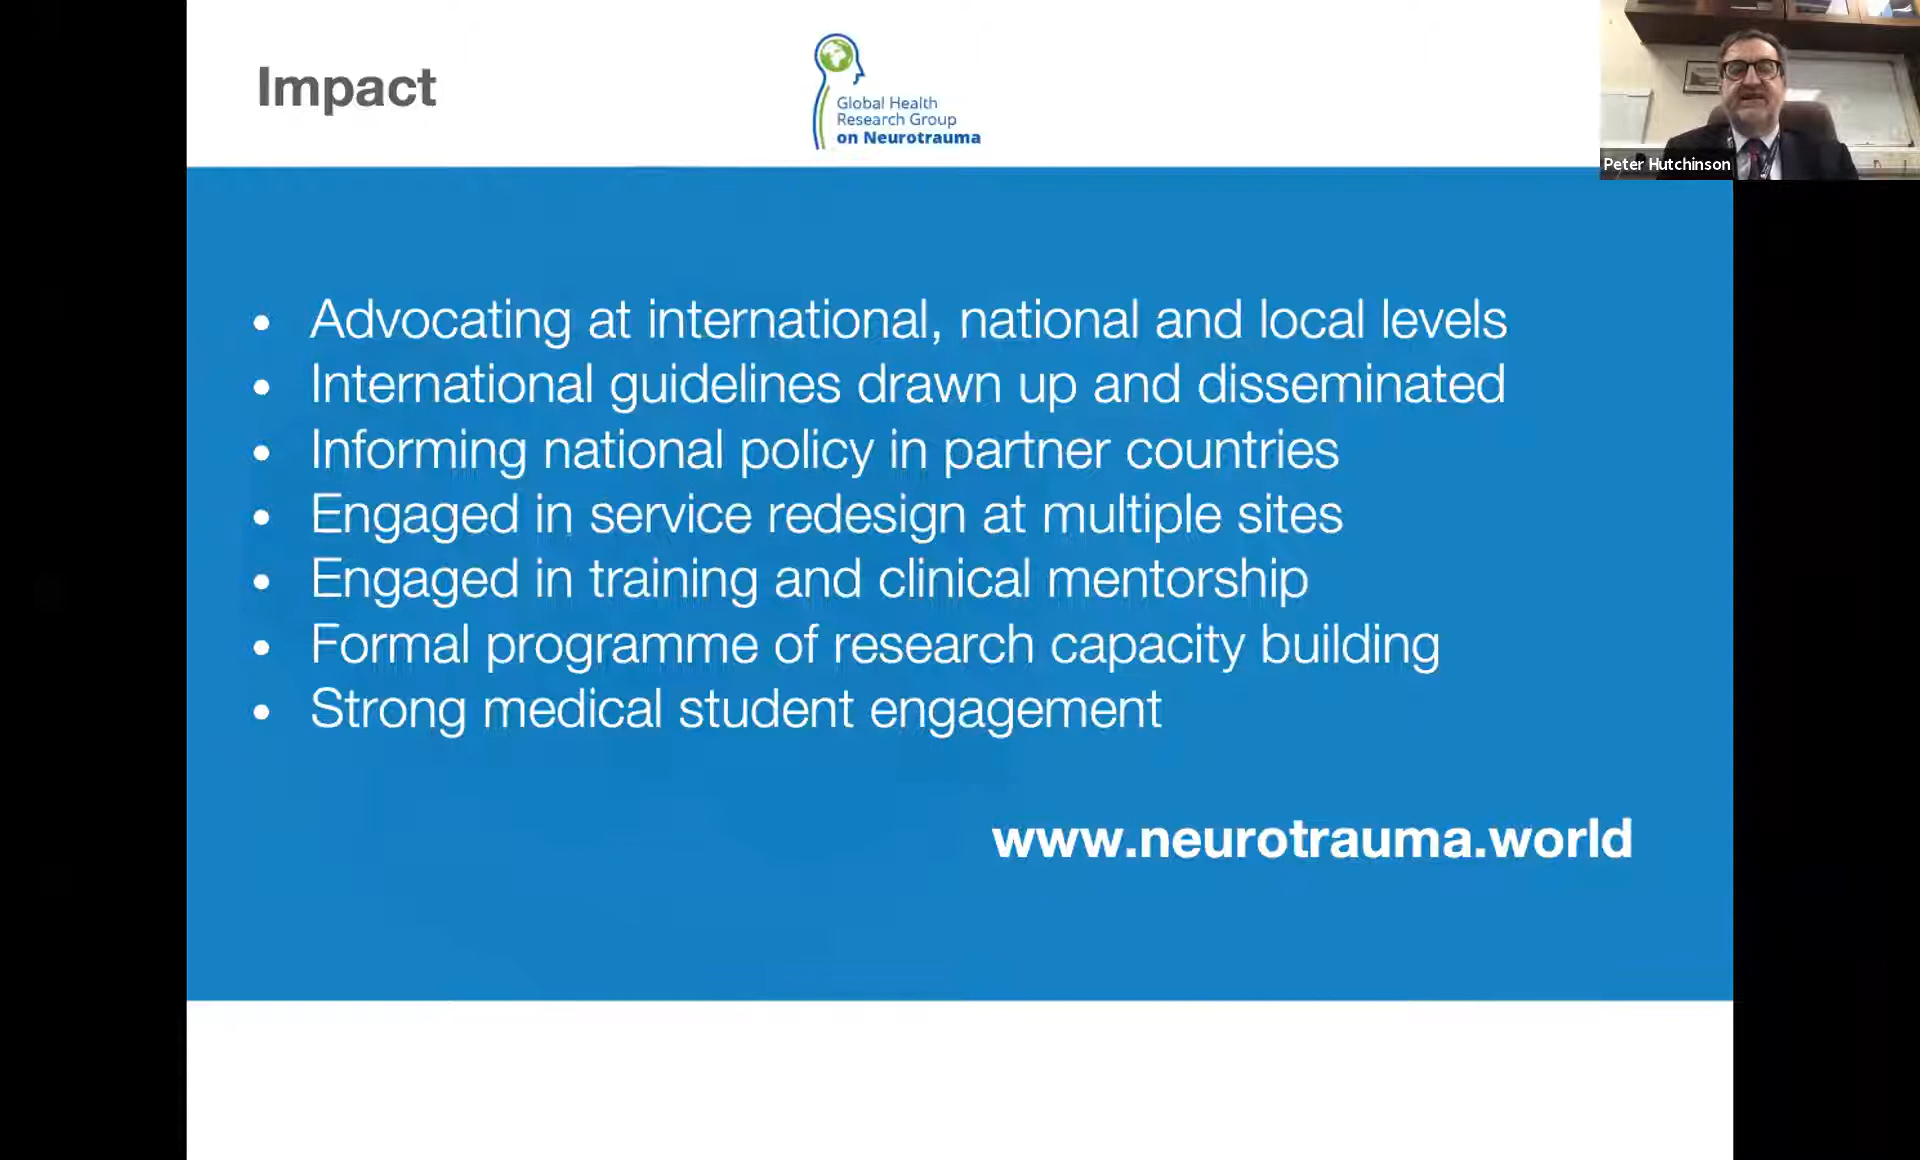 Impact
Global Health
Research Group
on Neurotrauma
Peter Hutchinson
• Advocating at international, national and local levels
• International guidelines drawn up and disseminated
• Informing national policy in partner countries
• Engaged in service redesign at multiple sites
• Engaged in training and clinical mentorship
• Formal programme of research capacity building
• Strong medical student engagement
www.neurotrauma.world